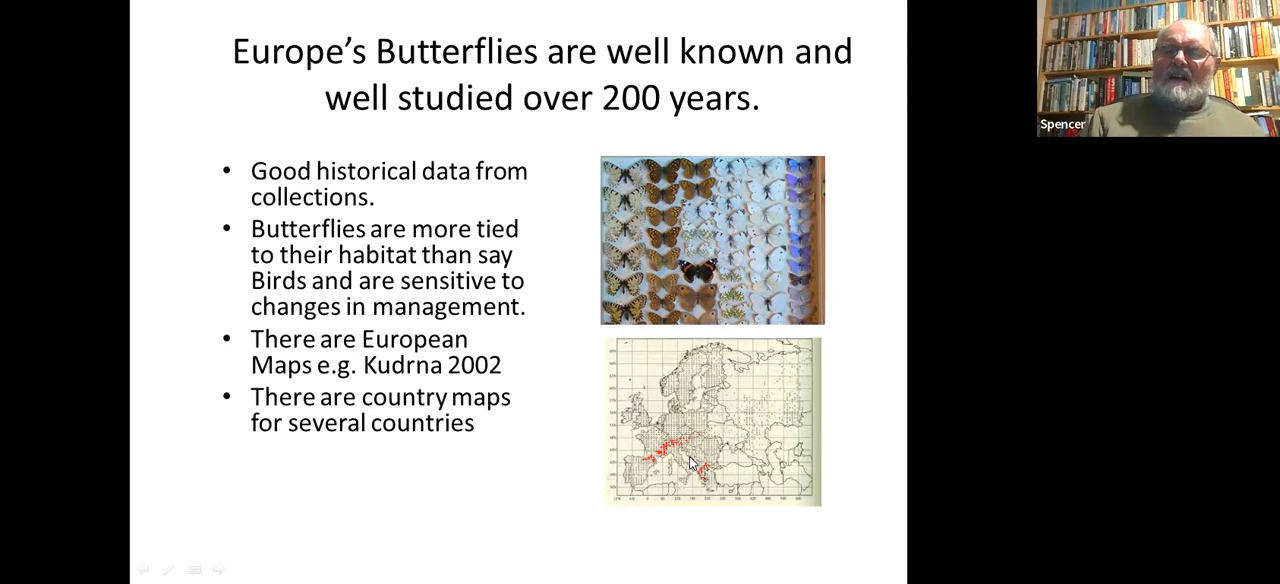 Europe's Butterflies are well known and
well studied over 200 years.
• Good historical data from
collections.
• Butterflies are more tied
to their habitat than say
Birds and are sensitive to
changes in management.
• There are European
Maps e.g. Kudrna 2002
• There are country maps
for several countries
Spencer